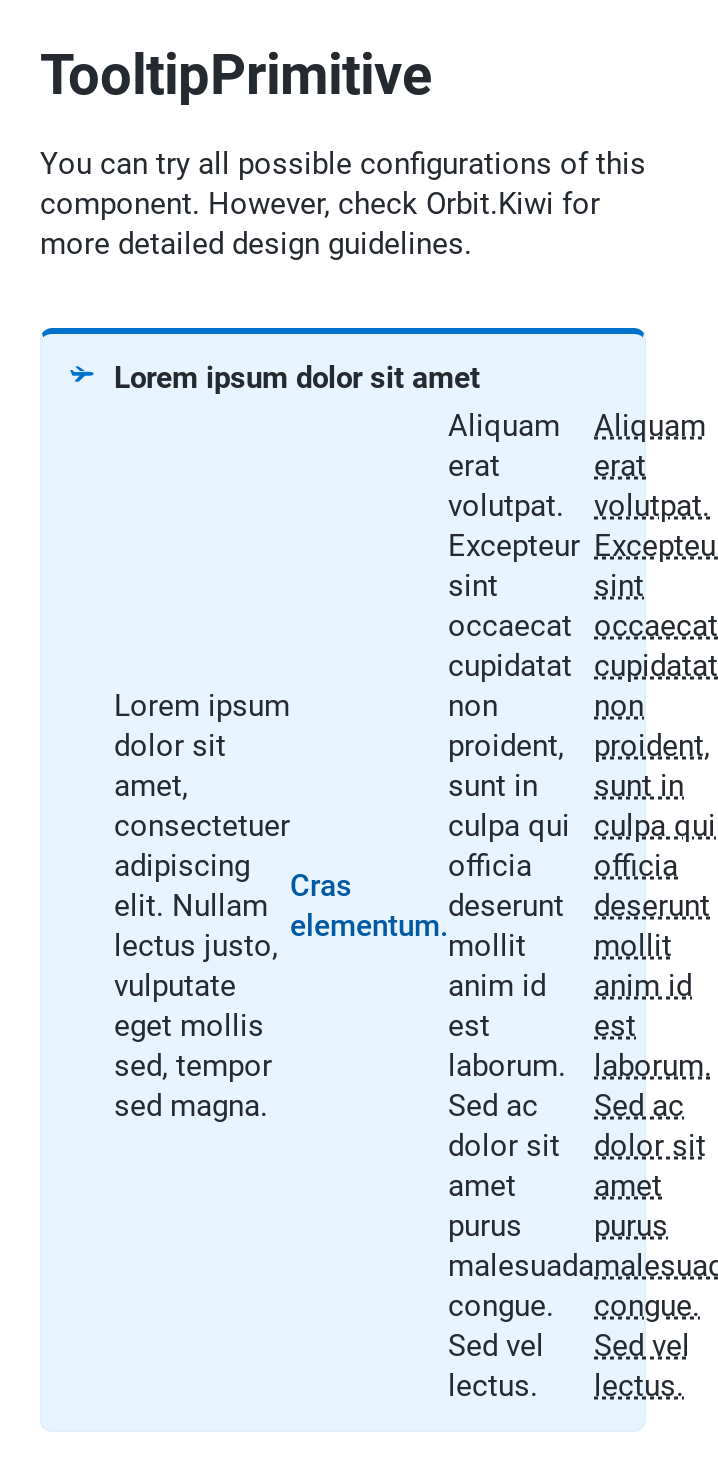 TooltipPrimitive
You can try all possible configurations of this
component. However, check Orbit.Kiwi for
more detailed design guidelines.
Lorem ipsum dolor sit amet
Lorem ipsum
dolor sit
amet,
consectetuer
adipiscing
elit. Nullam
lectus justo,
vulputate
eget mollis
sed, tempor
sed magna.
Cras
elementum.
Aliquam
erat
volutpat.
Excepteur
sint
occaecat
cupidatat
non
proident,
sunt in
culpa qui
officia
deserunt
mollit
anim id
est
laborum.
Sed ac
dolor sit
amet
purus
malesuada
congue.
Sed vel
lectus.
Aliquam
erat
volutpat.
Excepteu
sint
occaecat
cupidatat
non
proident,
sunt in
culpa qui
officia
deserunt
mollit
anim id
est
laborum.
Sed ac
dolor sit
amet
purus
malesuad
congue.
Sed vel
lectus.